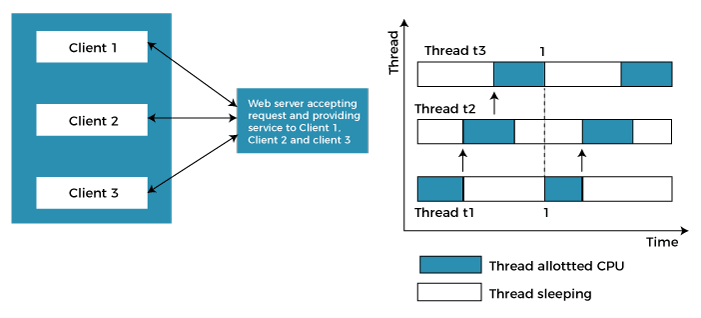 Client 1
Client 2
Client 3
Web server accepting
request and providing
service to Client 1,
Client 2 and client 3
Thread
Thread t3
1
Thread t2
Thread t1
1
Time
Thread allottted CPU
Thread sleeping